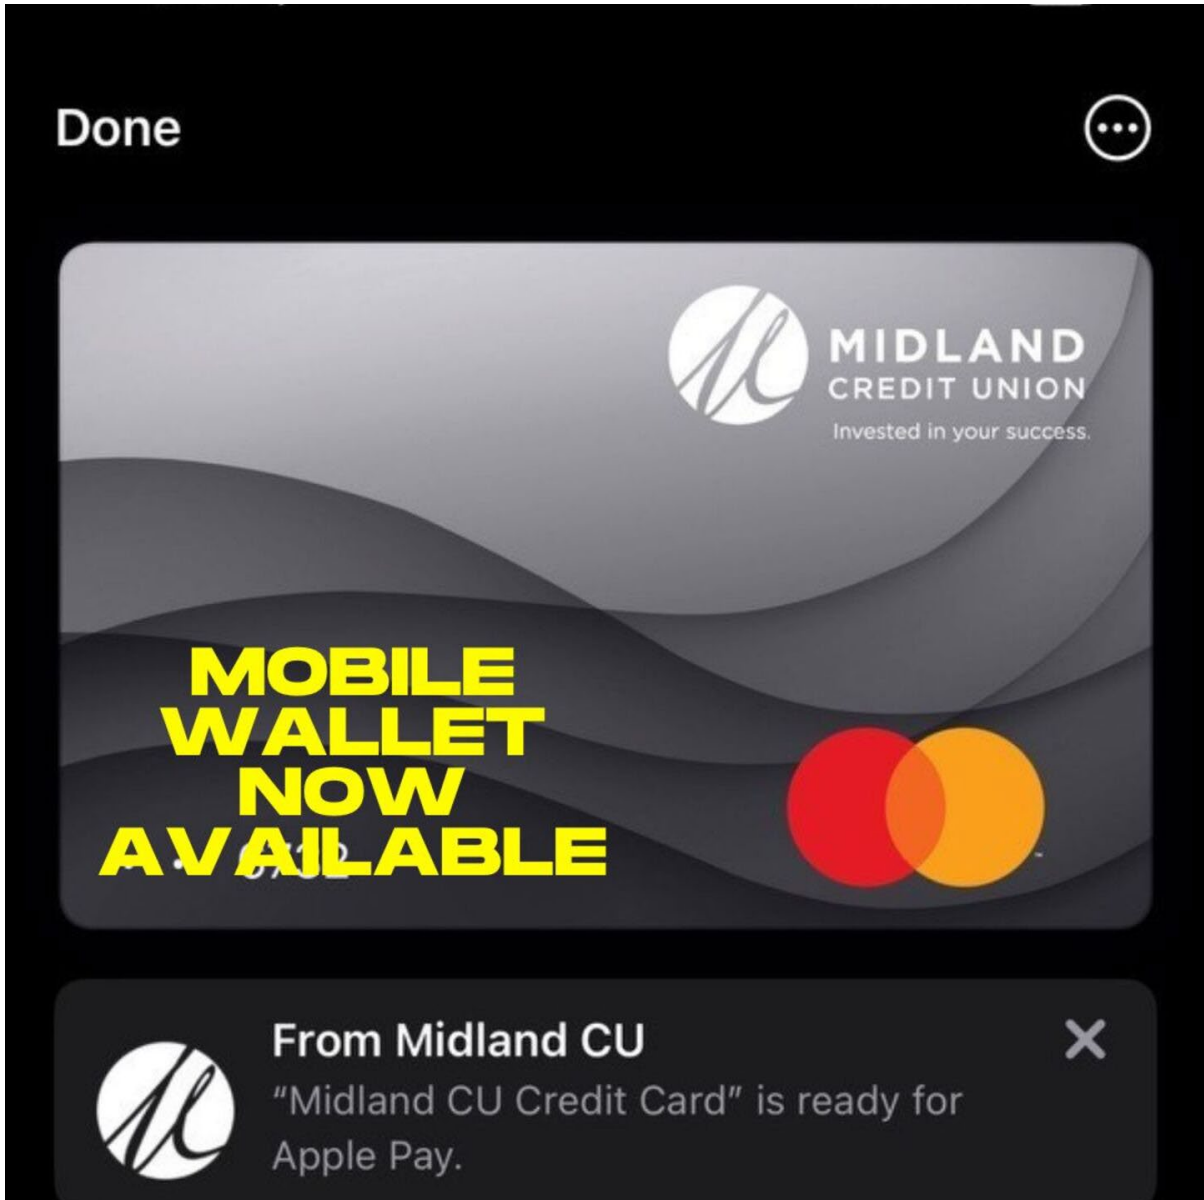 Done
MIDLAND
CREDIT UNION
Invested in your success.
MOBILE
WALLET
NOW
AVAILABLE
From Midland CU
“Midland CU Credit Card” is ready for
Apple Pay.